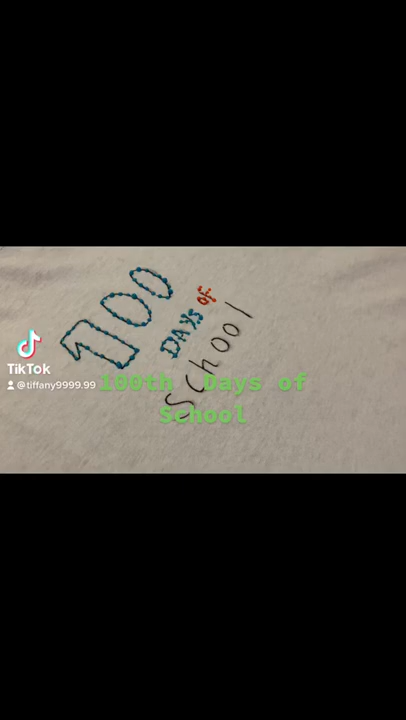 100
DAYS OF
School
TikTok
@tiffany9999.99
100th Days of
School